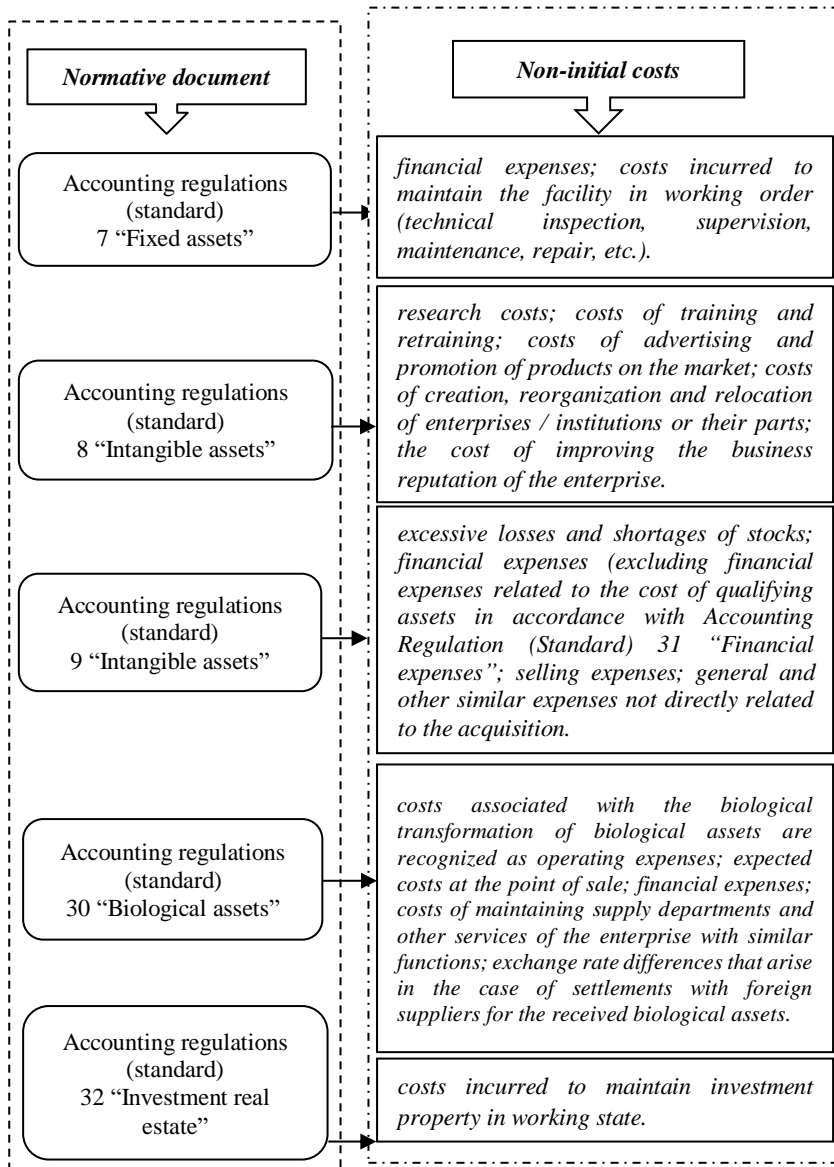 Normative document
Non-initial costs
Accounting regulations
(standard)
7 “Fixed assets”
financial expenses; costs incurred to
maintain the facility in working order
(technical inspection, supervision,
maintenance, repair, etc.).
Accounting regulations
(standard)
8 “Intangible assets”
research costs; costs of training and
retraining; costs of advertising and
promotion of products on the market; costs
of creation, reorganization and relocation
of enterprises / institutions or their parts;
the cost of improving the business
reputation of the enterprise.
Accounting regulations
(standard)
9 “Intangible assets”
excessive losses and shortages of stocks;
financial expenses (excluding financial
expenses related to the cost of qualifying
assets in accordance with Accounting
Regulation (Standard) 31 “Financial
expenses”; selling expenses; general and
other similar expenses not directly related
to the acquisition.
Accounting regulations
(standard)
30 “Biological assets”
costs associated with the biological
transformation of biological assets are
recognized as operating expenses; expected
costs at the point of sale; financial expenses;
costs of maintaining supply departments and
other services of the enterprise with similar
functions; exchange rate differences that arise
in the case of settlements with foreign
suppliers for the received biological assets.
Accounting regulations
(standard)
32 “Investment real
estate”
costs incurred to maintain investment
property in working state.